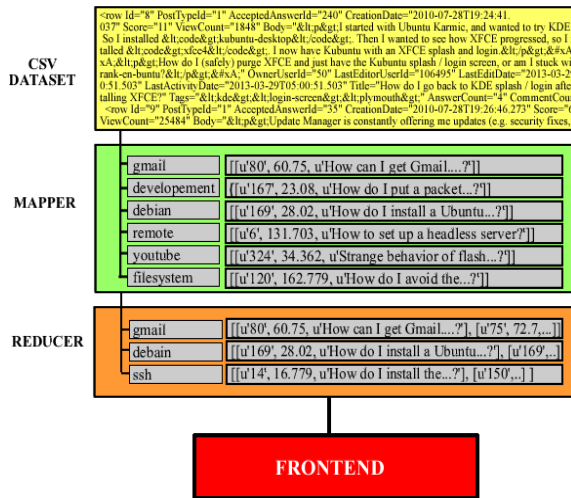 <row Id="8" PostTypeId="1" AcceptedAnswerId="240" CreationDate="2010-07-28T19:24:41.
037" Score="11" ViewCount="1848" Body="&lt;p&gt;I started with Ubuntu Karmic, and wanted to try KDE
So I installed &lt;code&gt;kubuntu-desktop&lt;/code&gt;. Then I wanted to see how XFCE progressed, so I
talled &lt;code&gt;xfce4&lt;/code&gt;. I now have Kubuntu with an XFCE splash and login.&lt;/p&gt;&#xA
xA;&lt;p&gt;How do I (safely) purge XFCE and just have the Kubuntu splash / login screen, or am I stuck wi
rank-en-buntu?&lt;/p&gt;&#xA;" OwnerUserId="50" LastEditorUserId="106495" LastEditDate="2013-03-29
0:51.503" LastActivityDate="2013-03-29T05:00:51.503" Title="How do I go back to KDE splash / login afte
talling XFCE?" Tags="&lt;kde&gt;&lt;login-screen&gt;&lt;plymouth&gt;" AnswerCount="4" CommentCou
<row Id="9" PostTypeId="1" AcceptedAnswerId="35" CreationDate="2010-07-28T19:26:46.273" Score="6
ViewCount="25484" Body="&lt;p&gt;Update Manager is constantly offering me updates (e.g. security fixes,
CSV
DATASET
MAPPER
gmail [[u'80', 60.75, u'How can I get Gmail....?']]
developement [[u'167', 23.08, u'How do I put a packet...?']]
debian [[u'169', 28.02, u'How do I install a Ubuntu...?']]
remote [[u'6', 131.703, u'How to set up a headless server?']]
youtube [[u'324', 34.362, u'Strange behavior of flash...?']]
filesystem [[u'120', 162.779, u'How do I avoid the...?']]
REDUCER
gmail [[u'80', 60.75, u'How can I get Gmail....?'], [u'75', 72.7,...]]
debain [[u'169', 28.02, u'How do I install a Ubuntu...?'], [u'169',..]
ssh [[u'14', 16.779, u'How do I install the...?'], [u'150',..] ]
FRONTEND